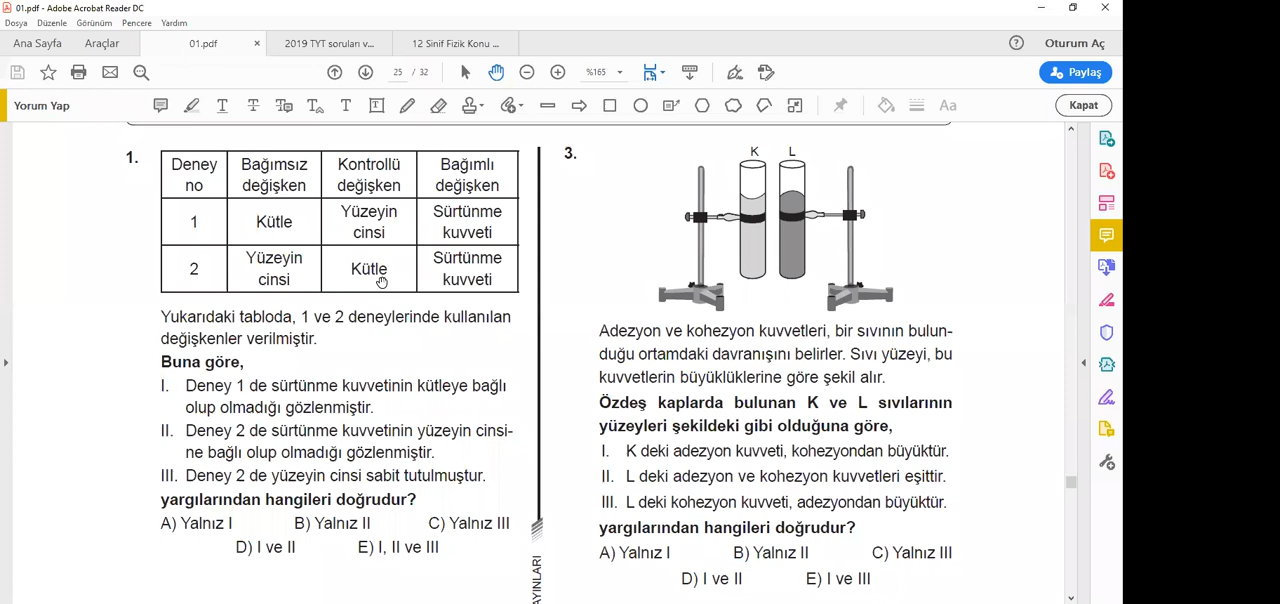 01.pdf - Adobe Acrobat Reader DC
Dosya Düzenle Görünüm Pencere Yardım
Ana Sayfa Araçlar 01.pdf × 2019 TYT soruları v... 12 Sinif Fizik Konu ... Oturum Aç
25 / 32 %165 Paylaş
Yorum Yap Aa Kapat
1.
Deney no Bağımsız değişken Kontrollü değişken Bağımlı değişken
1 Kütle Yüzeyin cinsi Sürtünme kuvveti
2 Yüzeyin cinsi Kütle Sürtünme kuvveti
Yukarıdaki tabloda, 1 ve 2 deneylerinde kullanılan
değişkenler verilmiştir.
Buna göre,
I. Deney 1 de sürtünme kuvvetinin kütleye bağlı
olup olmadığı gözlenmiştir.
II. Deney 2 de sürtünme kuvvetinin yüzeyin cinsi-
ne bağlı olup olmadığı gözlenmiştir.
III. Deney 2 de yüzeyin cinsi sabit tutulmuştur.
yargılarından hangileri doğrudur?
A) Yalnız I B) Yalnız II C) Yalnız III
D) I ve II E) I, II ve III
AYINLARI
3.
K L
Adezyon ve kohezyon kuvvetleri, bir sıvının bulun-
duğu ortamdaki davranışını belirler. Sıvı yüzeyi, bu
kuvvetlerin büyüklüklerine göre şekil alır.
Özdeş kaplarda bulunan K ve L sıvılarının
yüzeyleri şekildeki gibi olduğuna göre,
I. K deki adezyon kuvveti, kohezyondan büyüktür.
II. L deki adezyon ve kohezyon kuvvetleri eşittir.
III. L deki kohezyon kuvveti, adezyondan büyüktür.
yargılarından hangileri doğrudur?
A) Yalnız I B) Yalnız II C) Yalnız III
D) I ve II E) I ve III